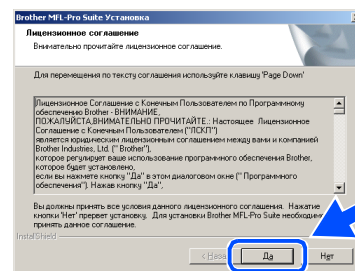 Brother MFL-Pro Suite Установка
Лицензионное соглашение
Внимательно прочитайте лицензионное соглашение.
Для перемещения по тексту соглашения используйте клавишу 'Page Down'
Лицензионное Соглашение с Конечным Пользователем по Программному
обеспечению Brother - ВНИМАНИЕ,
ПОЖАЛУЙСТА,ВНИМАТЕЛЬНО ПРОЧИТАЙТЕ.: Настоящее Лицензионное
Соглашение с Конечным Пользователем ("ЛСКП")
является юридическим лицензионным соглашением между вами и компанией
Brother Industries, Ltd. ("Brother"),
которое регулирует ваше использование программного обеспечения Brother,
которое будет установлено,
если вы нажмете кнопку "Да" в этом диалоговом окне ("Программного
обеспечения"). Нажав кнопку "Да",
Вы должны принять все условия данного лицензионного соглашения. Нажатие
кнопки 'Нет' прервет установку. Для установки Brother MFL-Pro Suite необходимо
принять данное соглашение.
InstallShield
< Назад Да Нет